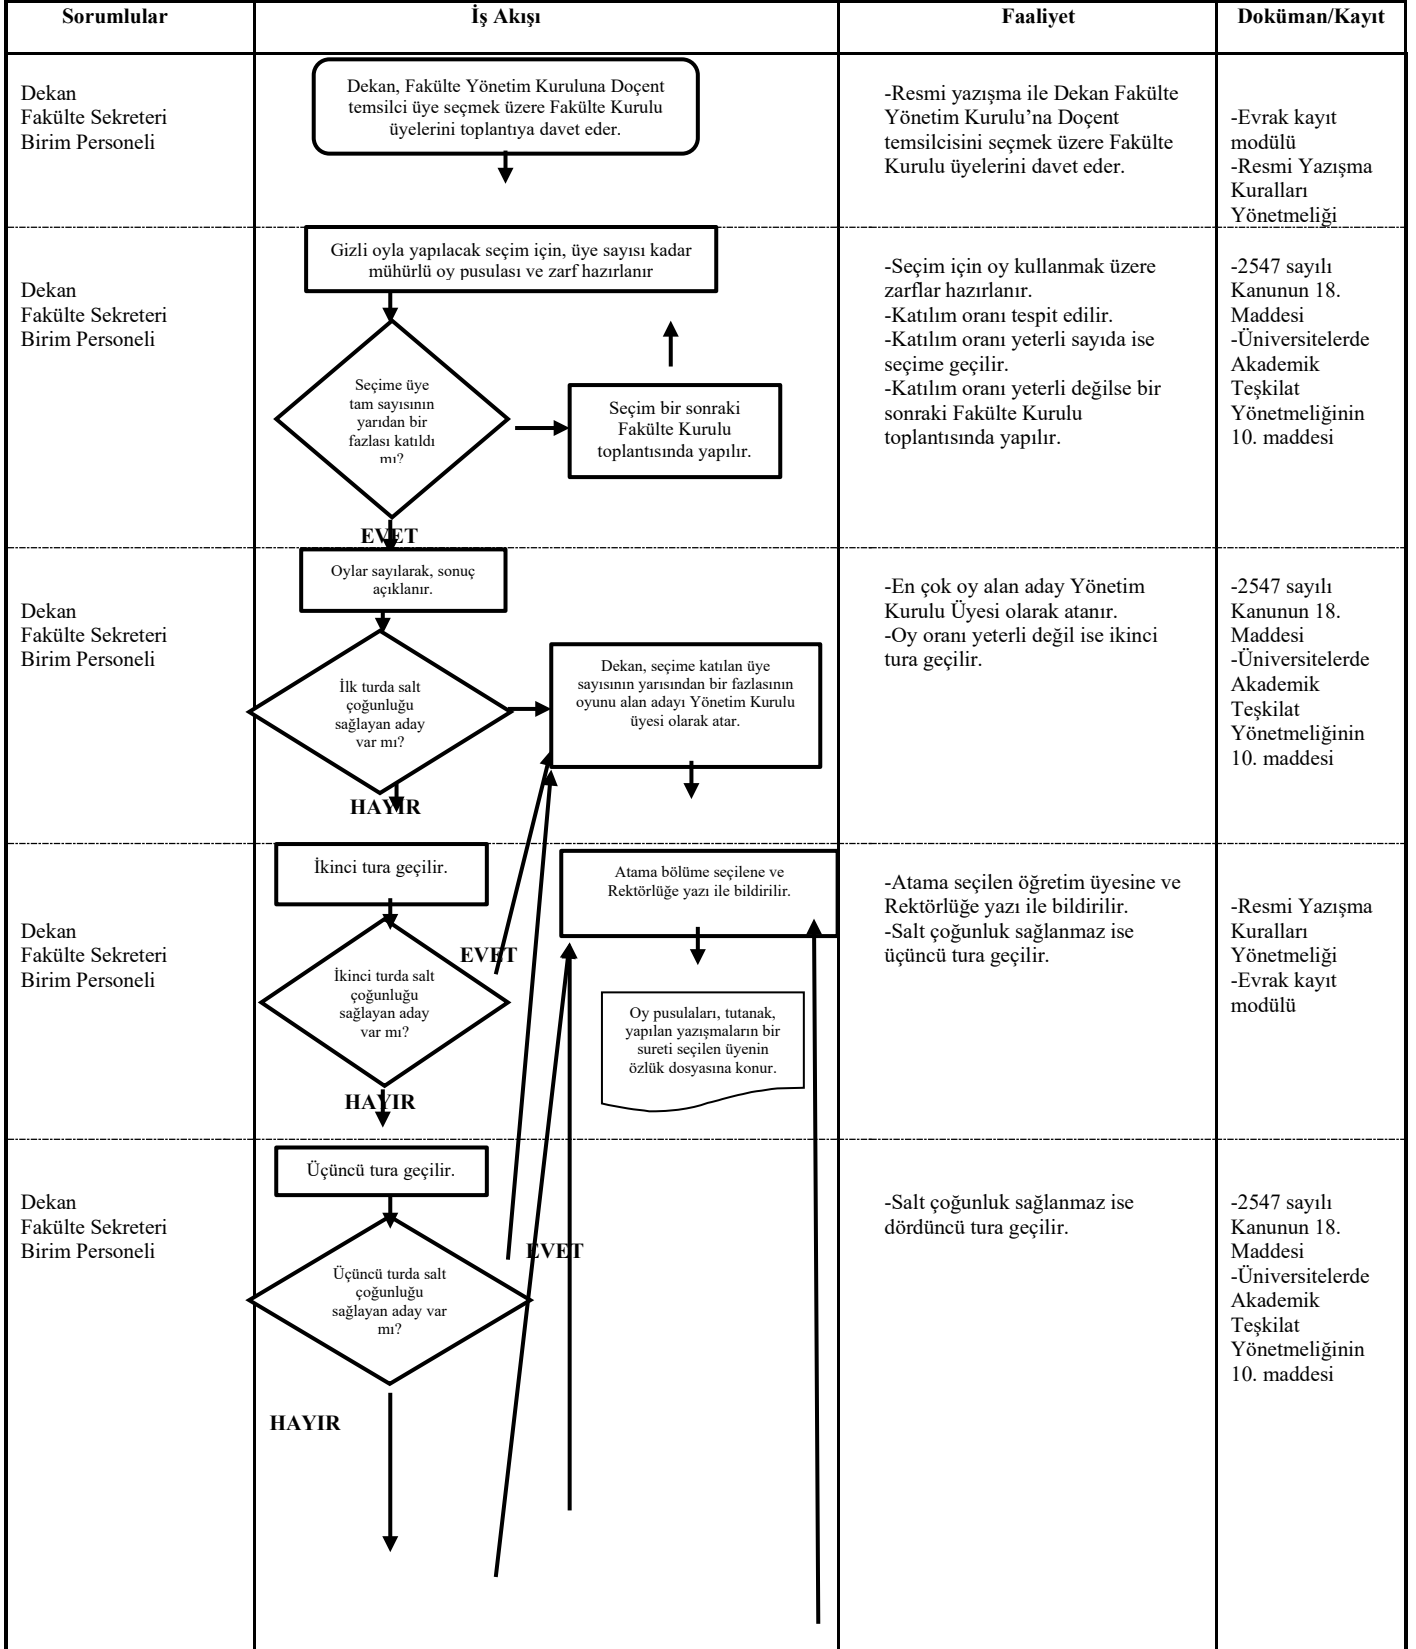 Sorumlular
İş Akışı
Faaliyet
Doküman/Kayıt
Dekan
Fakülte Sekreteri
Birim Personeli
Dekan, Fakülte Yönetim Kuruluna Doçent
temsilci üye seçmek üzere Fakülte Kurulu
üyelerini toplantıya davet eder.
-Resmi yazışma ile Dekan Fakülte
Yönetim Kurulu’na Doçent
temsilcisini seçmek üzere Fakülte
Kurulu üyelerini davet eder.
-Evrak kayıt
modülü
-Resmi Yazışma
Kuralları
Yönetmeliği
Dekan
Fakülte Sekreteri
Birim Personeli
Gizli oyla yapılacak seçim için, üye sayısı kadar
mühürlü oy pusulası ve zarf hazırlanır
Seçime üye
tam sayısının
yarıdan bir
fazlası katıldı
mı?
Seçim bir sonraki
Fakülte Kurulu
toplantısında yapılır.
EVET
-Seçim için oy kullanmak üzere
zarflar hazırlanır.
-Katılım oranı tespit edilir.
-Katılım oranı yeterli sayıda ise
seçime geçilir.
-Katılım oranı yeterli değilse bir
sonraki Fakülte Kurulu
toplantısında yapılır.
-2547 sayılı
Kanunun 18.
Maddesi
-Üniversitelerde
Akademik
Teşkilat
Yönetmeliğinin
10. maddesi
Dekan
Fakülte Sekreteri
Birim Personeli
Oylar sayılarak, sonuç
açıklanır.
İlk turda salt
çoğunluğu
sağlayan aday
var mı?
Dekan, seçime katılan üye
sayısının yarısından bir fazlasının
oyunu alan adayı Yönetim Kurulu
üyesi olarak atar.
HAYIR
-En çok oy alan aday Yönetim
Kurulu Üyesi olarak atanır.
-Oy oranı yeterli değil ise ikinci
tura geçilir.
-2547 sayılı
Kanunun 18.
Maddesi
-Üniversitelerde
Akademik
Teşkilat
Yönetmeliğinin
10. maddesi
Dekan
Fakülte Sekreteri
Birim Personeli
İkinci tura geçilir.
Atama bölüme seçilene ve
Rektörlüğe yazı ile bildirilir.
EVET
İkinci turda salt
çoğunluğu
sağlayan aday
var mı?
Oy pusulaları, tutanak,
yapılan yazışmaların bir
sureti seçilen üyenin
özlük dosyasına konur.
HAYIR
-Atama seçilen öğretim üyesine ve
Rektörlüğe yazı ile bildirilir.
-Salt çoğunluk sağlanmaz ise
üçüncü tura geçilir.
-Resmi Yazışma
Kuralları
Yönetmeliği
-Evrak kayıt
modülü
Dekan
Fakülte Sekreteri
Birim Personeli
Üçüncü tura geçilir.
EVET
Üçüncü turda salt
çoğunluğu
sağlayan aday var
mı?
HAYIR
-Salt çoğunluk sağlanmaz ise
dördüncü tura geçilir.
-2547 sayılı
Kanunun 18.
Maddesi
-Üniversitelerde
Akademik
Teşkilat
Yönetmeliğinin
10. maddesi